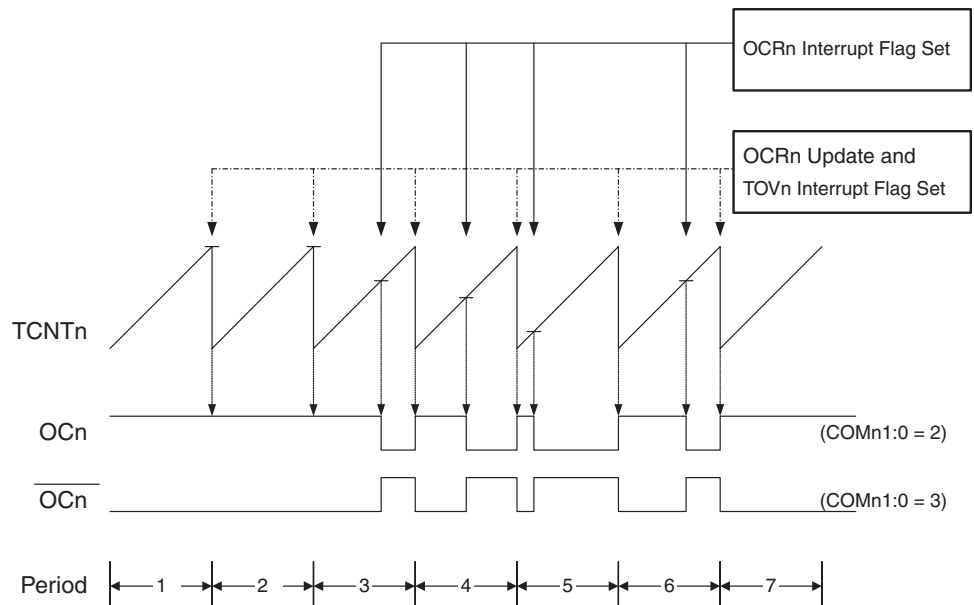 OCRn Interrupt Flag Set
OCRn Update and
TOVn Interrupt Flag Set
TCNTn
OCn
(COMn1:0 = 2)
OCn
(COMn1:0 = 3)
Period
1
2
3
4
5
6
7